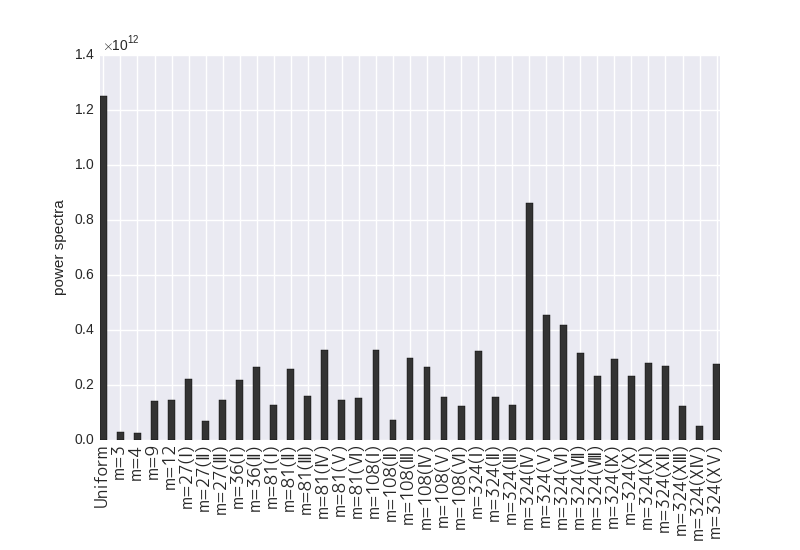 ×10¹²
1.4
1.2
1.0
0.8
0.6
0.4
0.2
0.0
power spectra
Uniform
m=3
m=4
m=9
m=12
m=27(Ⅰ)
m=27(Ⅱ)
m=27(Ⅲ)
m=36(Ⅰ)
m=36(Ⅱ)
m=81(Ⅰ)
m=81(Ⅱ)
m=81(Ⅲ)
m=81(Ⅳ)
m=81(Ⅴ)
m=81(Ⅵ)
m=108(Ⅰ)
m=108(Ⅱ)
m=108(Ⅲ)
m=108(Ⅳ)
m=108(Ⅴ)
m=108(Ⅵ)
m=324(Ⅰ)
m=324(Ⅱ)
m=324(Ⅲ)
m=324(Ⅳ)
m=324(Ⅴ)
m=324(Ⅵ)
m=324(Ⅶ)
m=324(Ⅷ)
m=324(Ⅸ)
m=324(Ⅹ)
m=324(Ⅺ)
m=324(Ⅻ)
m=324(XⅢ)
m=324(XⅣ)
m=324(XⅤ)